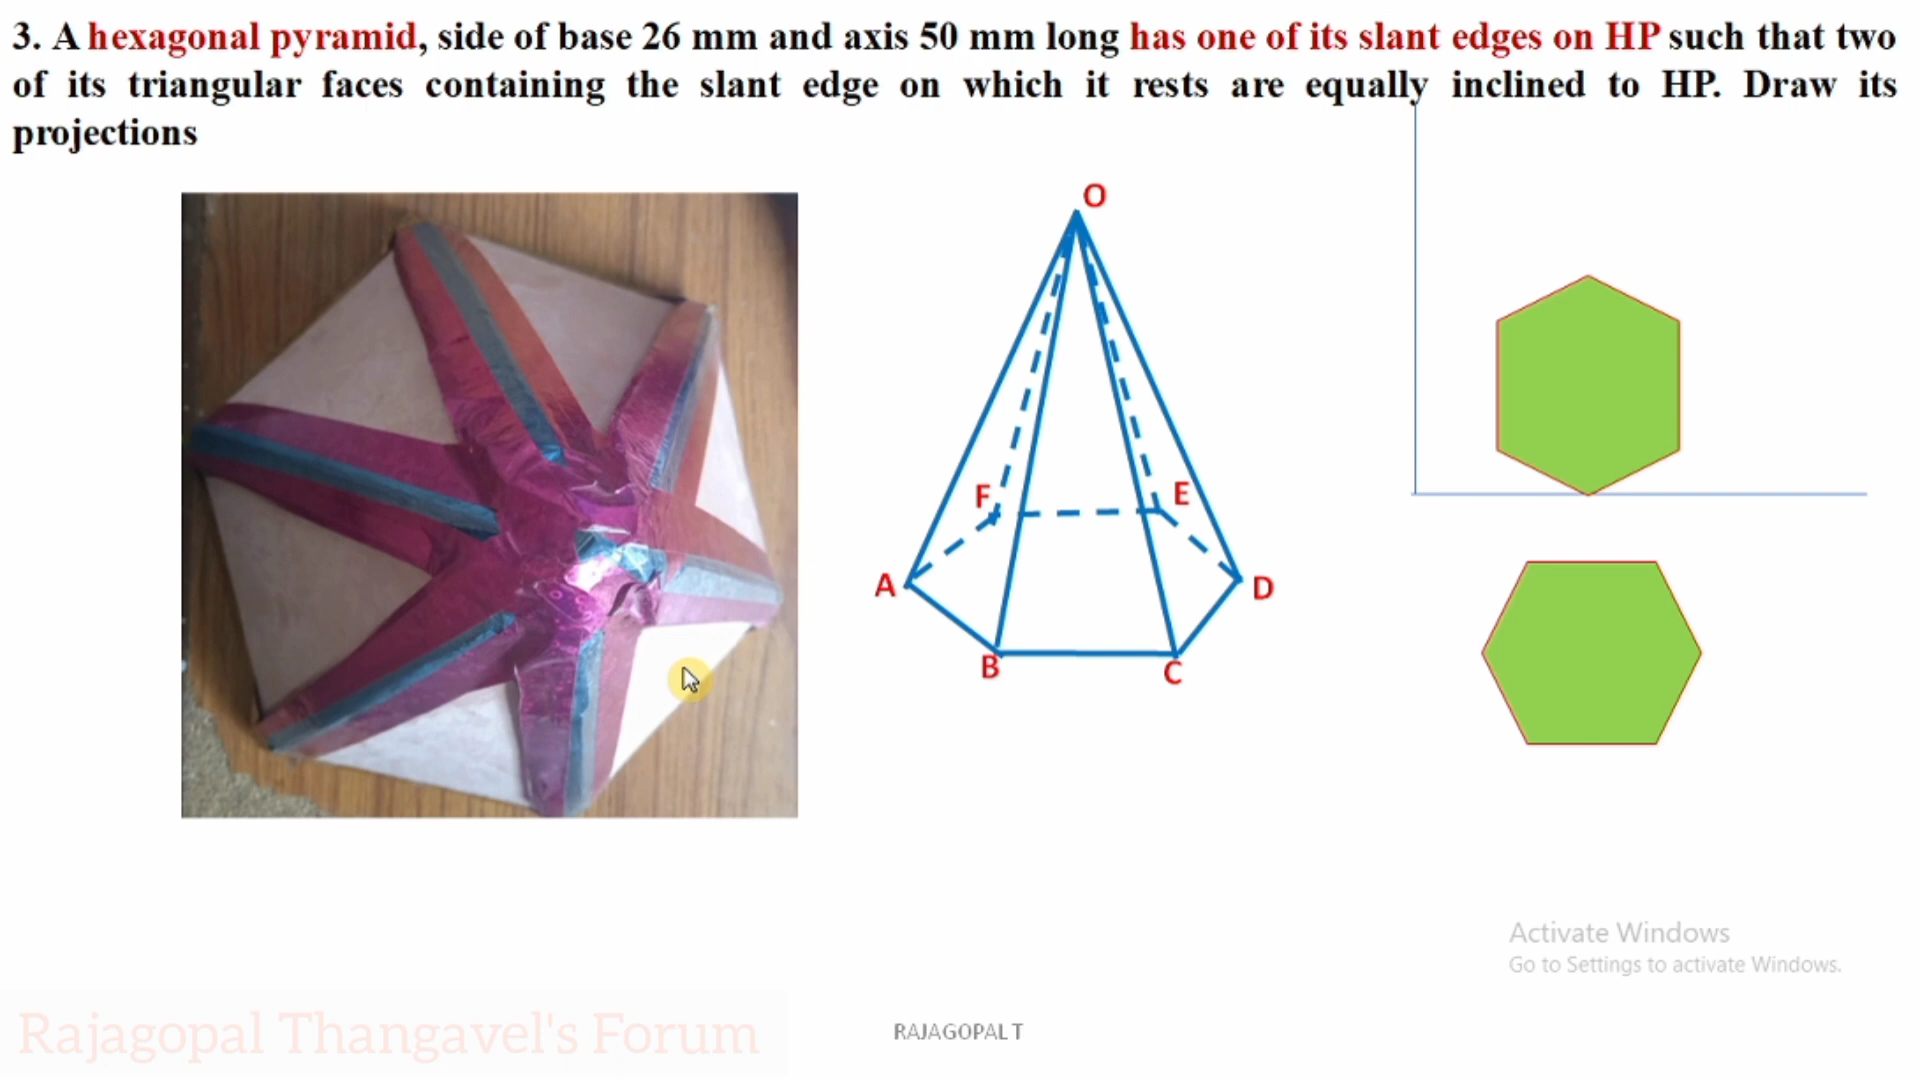 3. A hexagonal pyramid, side of base 26 mm and axis 50 mm long has one of its slant edges on HP such that two
of its triangular faces containing the slant edge on which it rests are equally inclined to HP. Draw its
projections
O
F
E
A
D
B
C
Activate Windows
Go to Settings to activate Windows.
Rajagopal Thangavel's Forum
RAJAGOPAL T